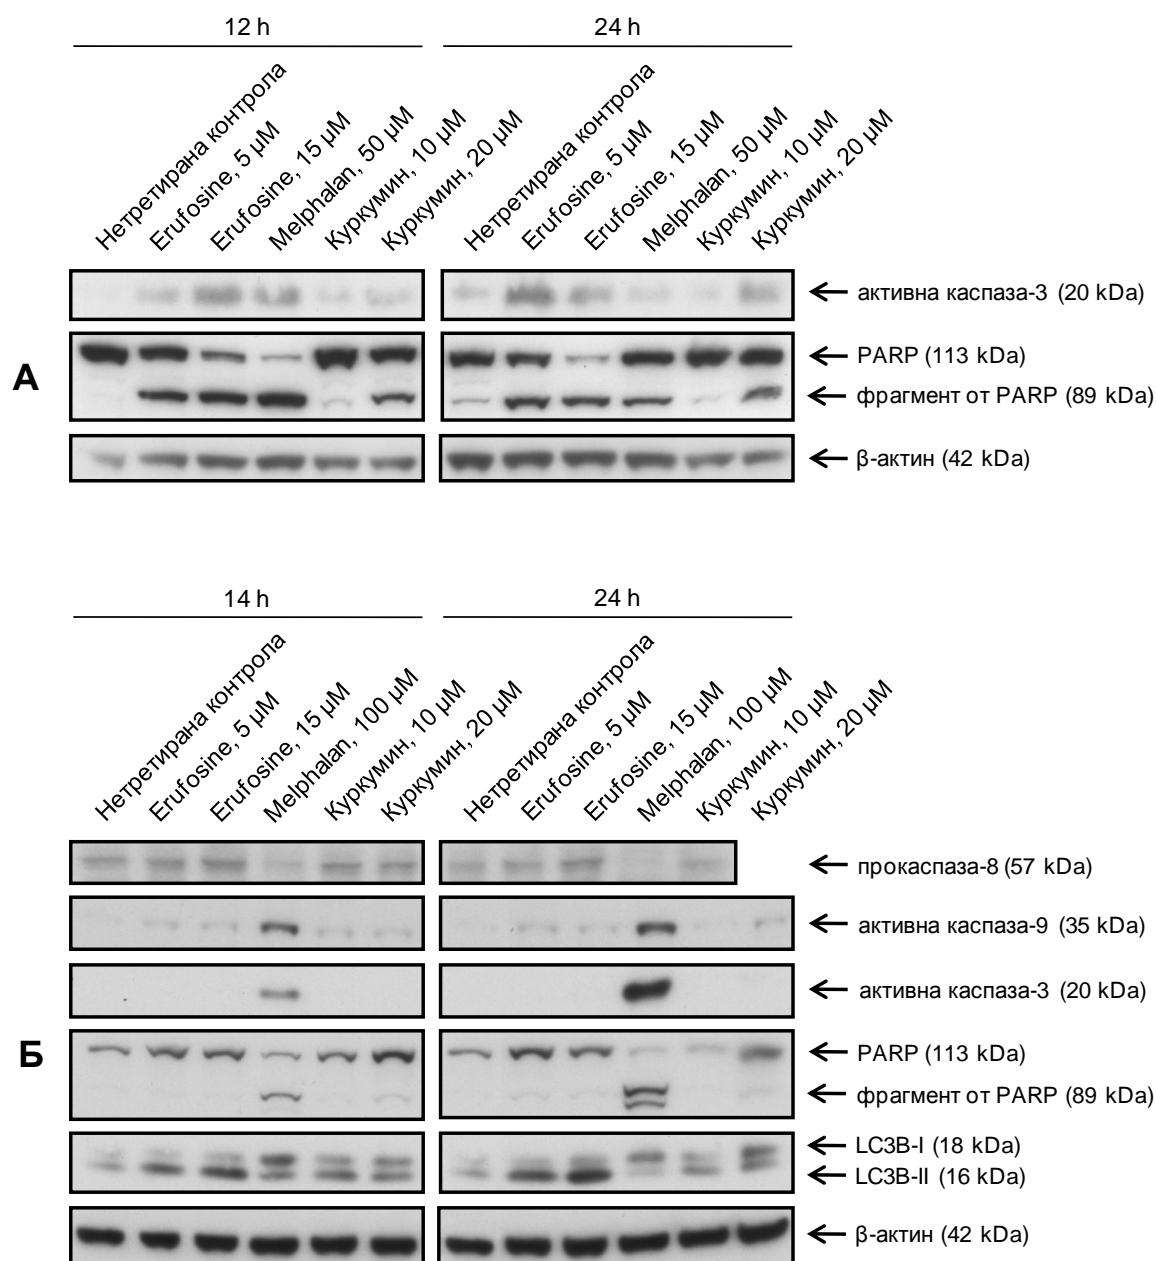 12 h
24 h
Нетретирана контрола
Erufosine, 5 µM
Erufosine, 15 µM
Melphalan, 50 µM
Куркумин, 10 µM
Куркумин, 20 µM
Нетретирана контрола
Erufosine, 5 µM
Erufosine, 15 µM
Melphalan, 50 µM
Куркумин, 10 µM
Куркумин, 20 µM
А
активна каспаза-3 (20 kDa)
PARP (113 kDa)
фрагмент от PARP (89 kDa)
β-актин (42 kDa)
14 h
24 h
Нетретирана контрола
Erufosine, 5 µM
Erufosine, 15 µM
Melphalan, 100 µM
Куркумин, 10 µM
Куркумин, 20 µM
Нетретирана контрола
Erufosine, 5 µM
Erufosine, 15 µM
Melphalan, 100 µM
Куркумин, 10 µM
Куркумин, 20 µM
Б
прокаспаза-8 (57 kDa)
активна каспаза-9 (35 kDa)
активна каспаза-3 (20 kDa)
PARP (113 kDa)
фрагмент от PARP (89 kDa)
LC3B-I (18 kDa)
LC3B-II (16 kDa)
β-актин (42 kDa)